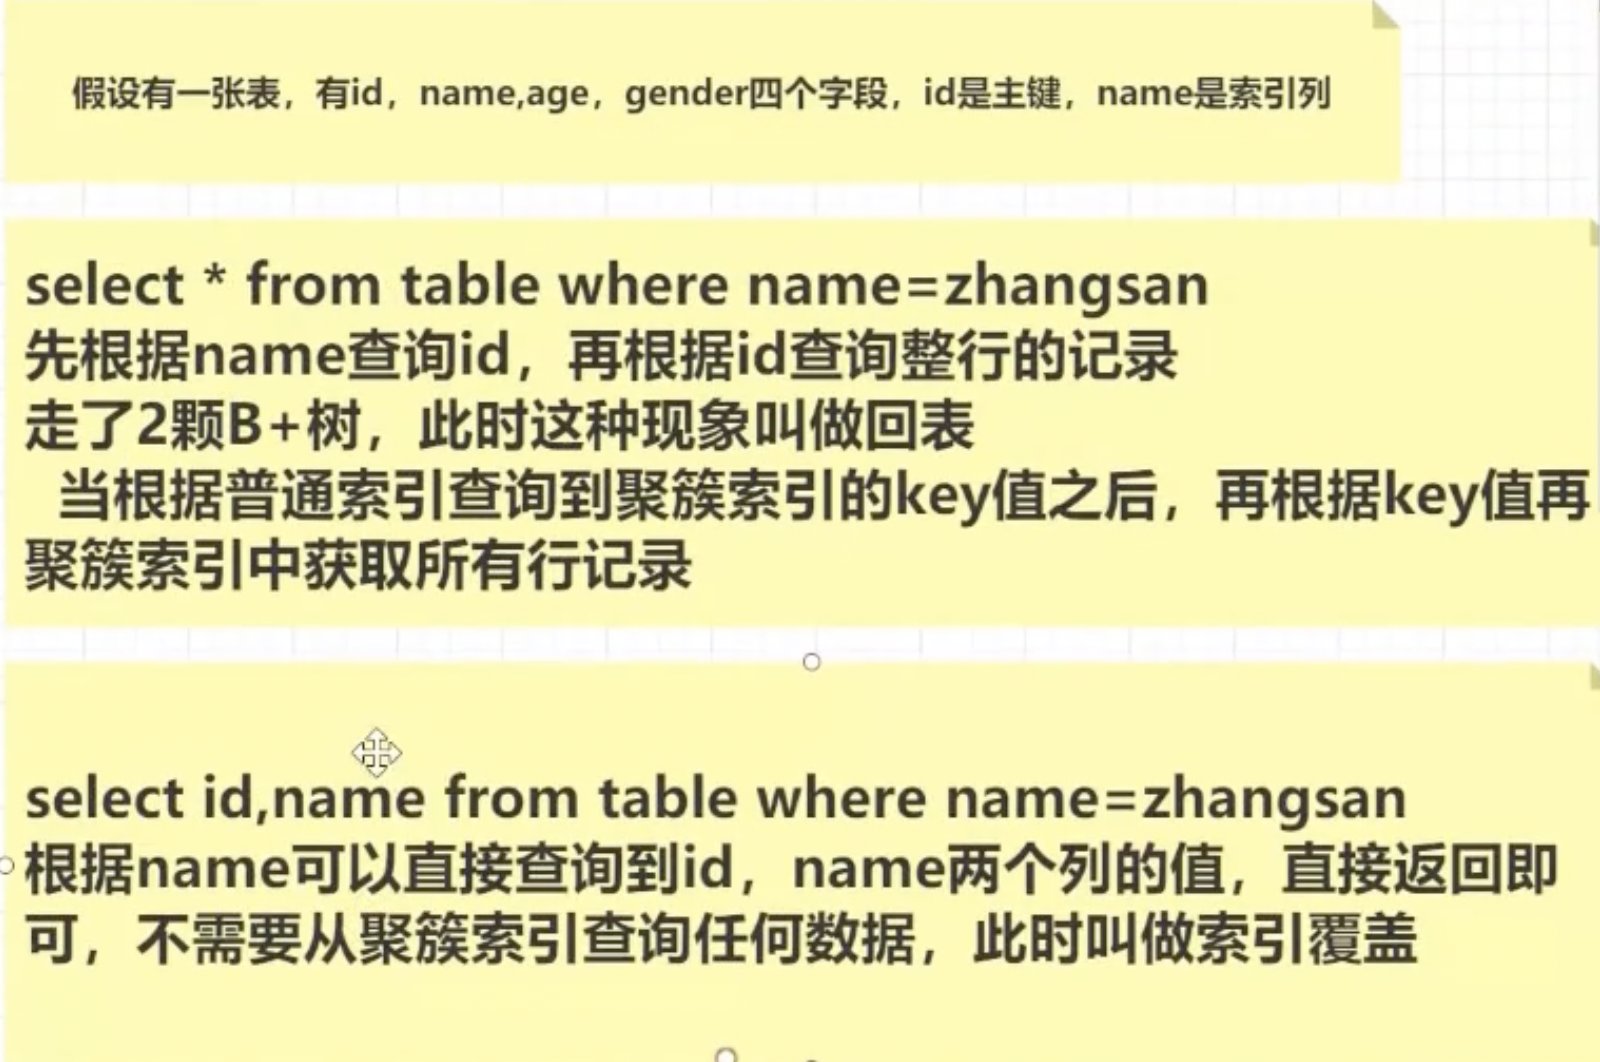 假设有一张表，有id，name,age，gender四个字段，id是主键，name是索引列
select * from table where name=zhangsan
先根据name查询id，再根据id查询整行的记录
走了2颗B+树，此时这种现象叫做回表
当根据普通索引查询到聚簇索引的key值之后，再根据key值再
聚簇索引中获取所有行记录
select id,name from table where name=zhangsan
根据name可以直接查询到id，name两个列的值，直接返回即
可，不需要从聚簇索引查询任何数据，此时叫做索引覆盖